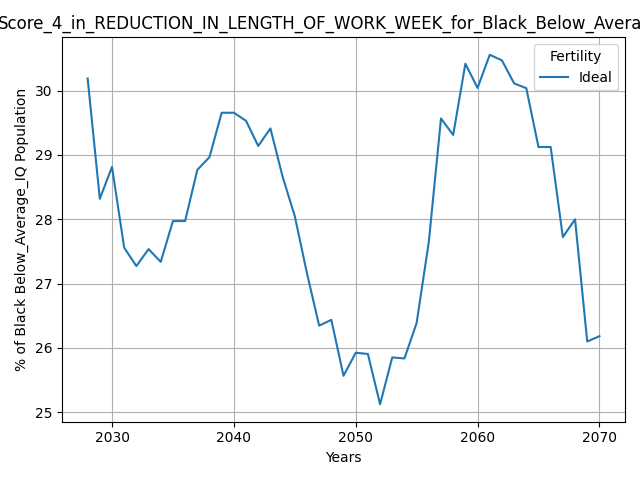 Score_4_in_REDUCTION_IN_LENGTH_OF_WORK_WEEK_for_Black_Below_Avera
Fertility
Ideal
% of Black Below_Average_IQ Population
30
29
28
27
26
25
2030 2040 2050 2060 2070
Years